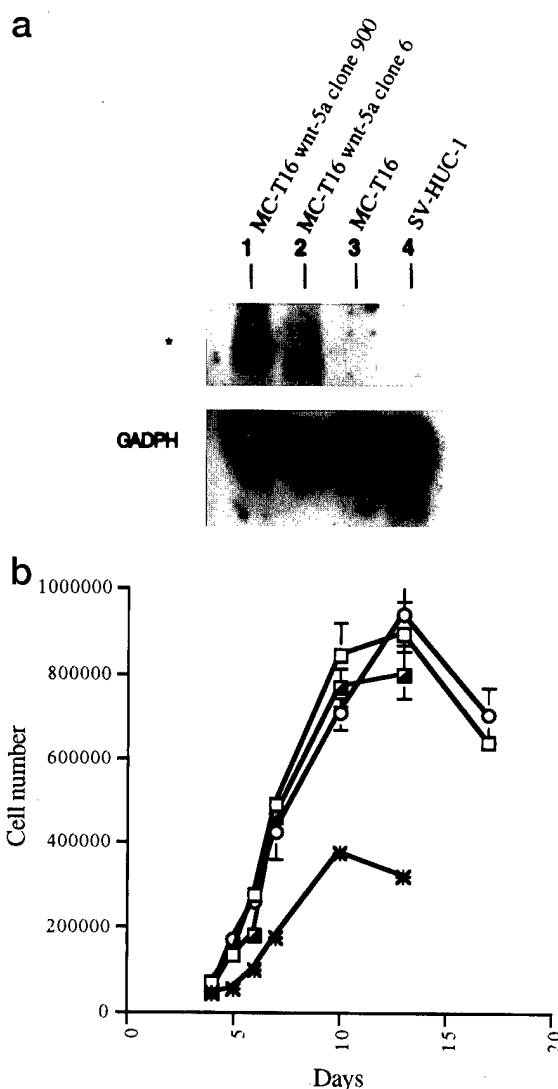 a
MC-T16 wnt-5a clone 900
MC-T16 wnt-5a clone 6
MC-T16
SV-HUC-1
1 2 3 4
*
GADPH
b
1000000
800000
600000
400000
200000
0
Cell number
0 5 10 15 20
Days